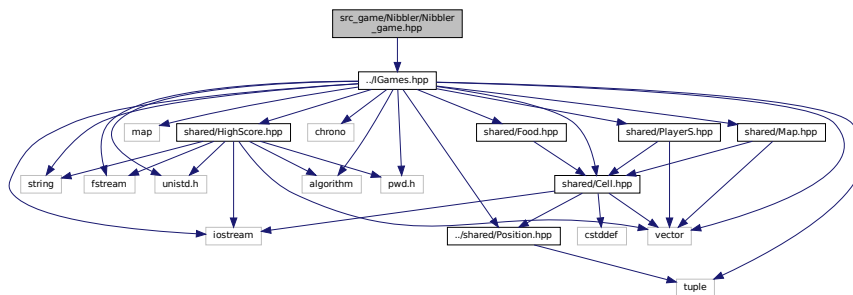 src_game/Nibbler/Nibbler
_game.hpp
../IGames.hpp
map
shared/HighScore.hpp
chrono
shared/Food.hpp
shared/PlayerS.hpp
shared/Map.hpp
string
fstream
unistd.h
algorithm
pwd.h
shared/Cell.hpp
iostream
../shared/Position.hpp
cstddef
vector
tuple